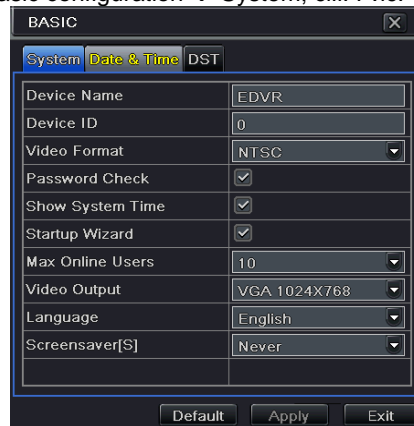 BASIC
System Date & Time DST
Device Name EDVR
Device ID 0
Video Format NTSC
Password Check
Show System Time
Startup Wizard
Max Online Users 10
Video Output VGA 1024X768
Language English
Screensaver[S] Never
Default Apply Exit